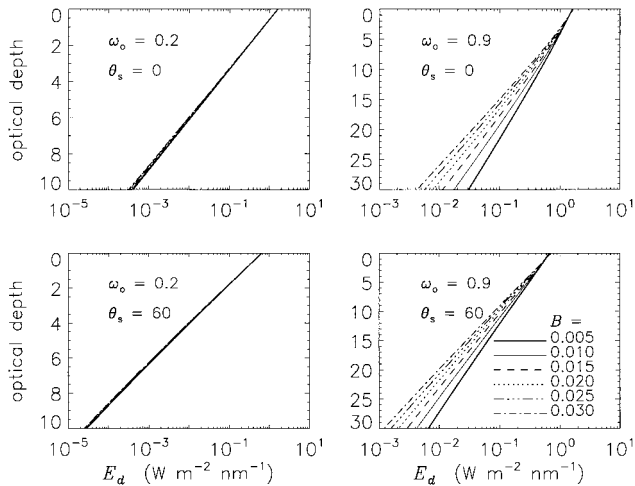 optical depth
0
2
4
6
8
10
ω₀ = 0.2
θₛ = 0
10⁻⁵ 10⁻³ 10⁻¹ 10¹
0
5
10
15
20
25
30
ω₀ = 0.9
θₛ = 0
10⁻³ 10⁻² 10⁻¹ 10⁰ 10¹
optical depth
0
2
4
6
8
10
ω₀ = 0.2
θₛ = 60
10⁻⁵ 10⁻³ 10⁻¹ 10¹
E_d (W m⁻² nm⁻¹)
0
5
10
15
20
25
30
ω₀ = 0.9
θₛ = 60
B =
0.005
0.010
0.015
0.020
0.025
0.030
10⁻³ 10⁻² 10⁻¹ 10⁰ 10¹
E_d (W m⁻² nm⁻¹)